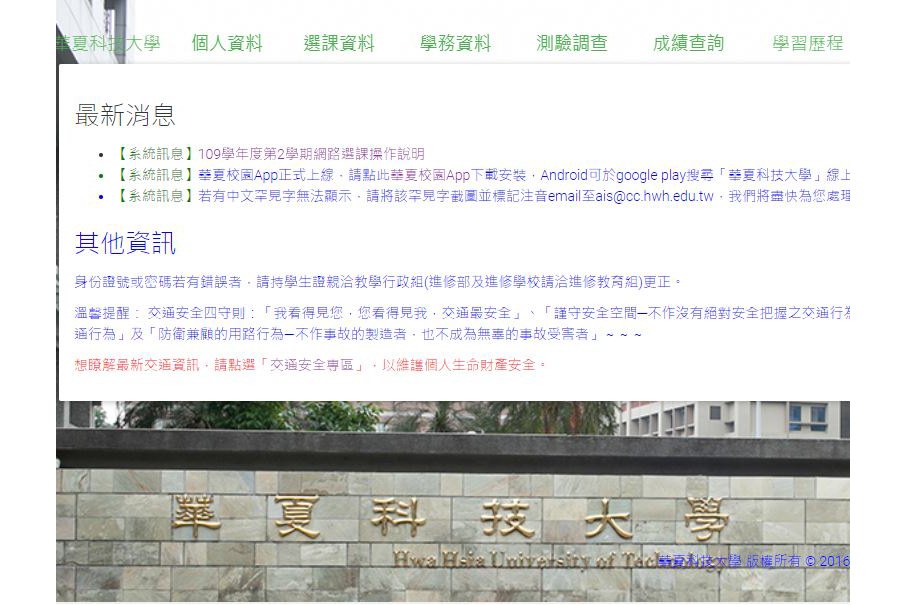 華夏科技大學 個人資料 選課資料 學務資料 測驗調查 成績查詢 學習歷程
最新消息
【系統訊息】109學年度第2學期網路選課操作說明
【系統訊息】華夏校園App正式上線，請點此華夏校園App下載安裝，Android可於google play搜尋「華夏科技大學」線上
【系統訊息】若有中文罕見字無法顯示，請將該罕見字截圖並標記注音email至ais@cc.hwh.edu.tw，我們將盡快為您處理
其他資訊
身份證號或密碼若有錯誤者，請持學生證親洽教學行政組(進修部及進修學校請洽進修教育組)更正。
溫馨提醒： 交通安全四守則：「我看得見您，您看得見我，交通最安全」、「謹守安全空間—不作沒有絕對安全把握之交通行為
通行為」及「防衛兼顧的用路行為—不作事故的製造者，也不成為無辜的事故受害者」~ ~ ~
想瞭解最新交通資訊，請點選「交通安全專區」，以維護個人生命財產安全。
華夏科技大學
Hwa Hsia University of Technology
華夏科技大學 版權所有 © 2016